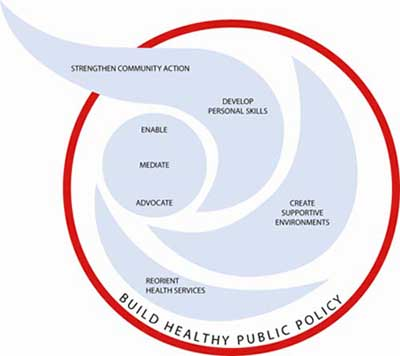 STRENGTHEN COMMUNITY ACTION
DEVELOP
PERSONAL SKILLS
ENABLE
MEDIATE
ADVOCATE
CREATE
SUPPORTIVE
ENVIRONMENTS
REORIENT
HEALTH SERVICES
BUILD HEALTHY PUBLIC POLICY